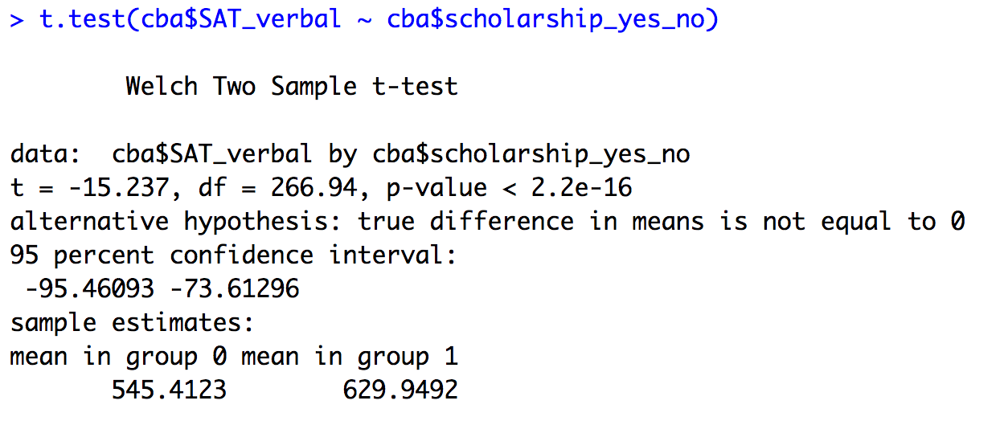 > t.test(cba$SAT_verbal ~ cba$scholarship_yes_no)
Welch Two Sample t-test
data:  cba$SAT_verbal by cba$scholarship_yes_no
t = -15.237, df = 266.94, p-value < 2.2e-16
alternative hypothesis: true difference in means is not equal to 0
95 percent confidence interval:
-95.46093 -73.61296
sample estimates:
mean in group 0 mean in group 1
545.4123 629.9492